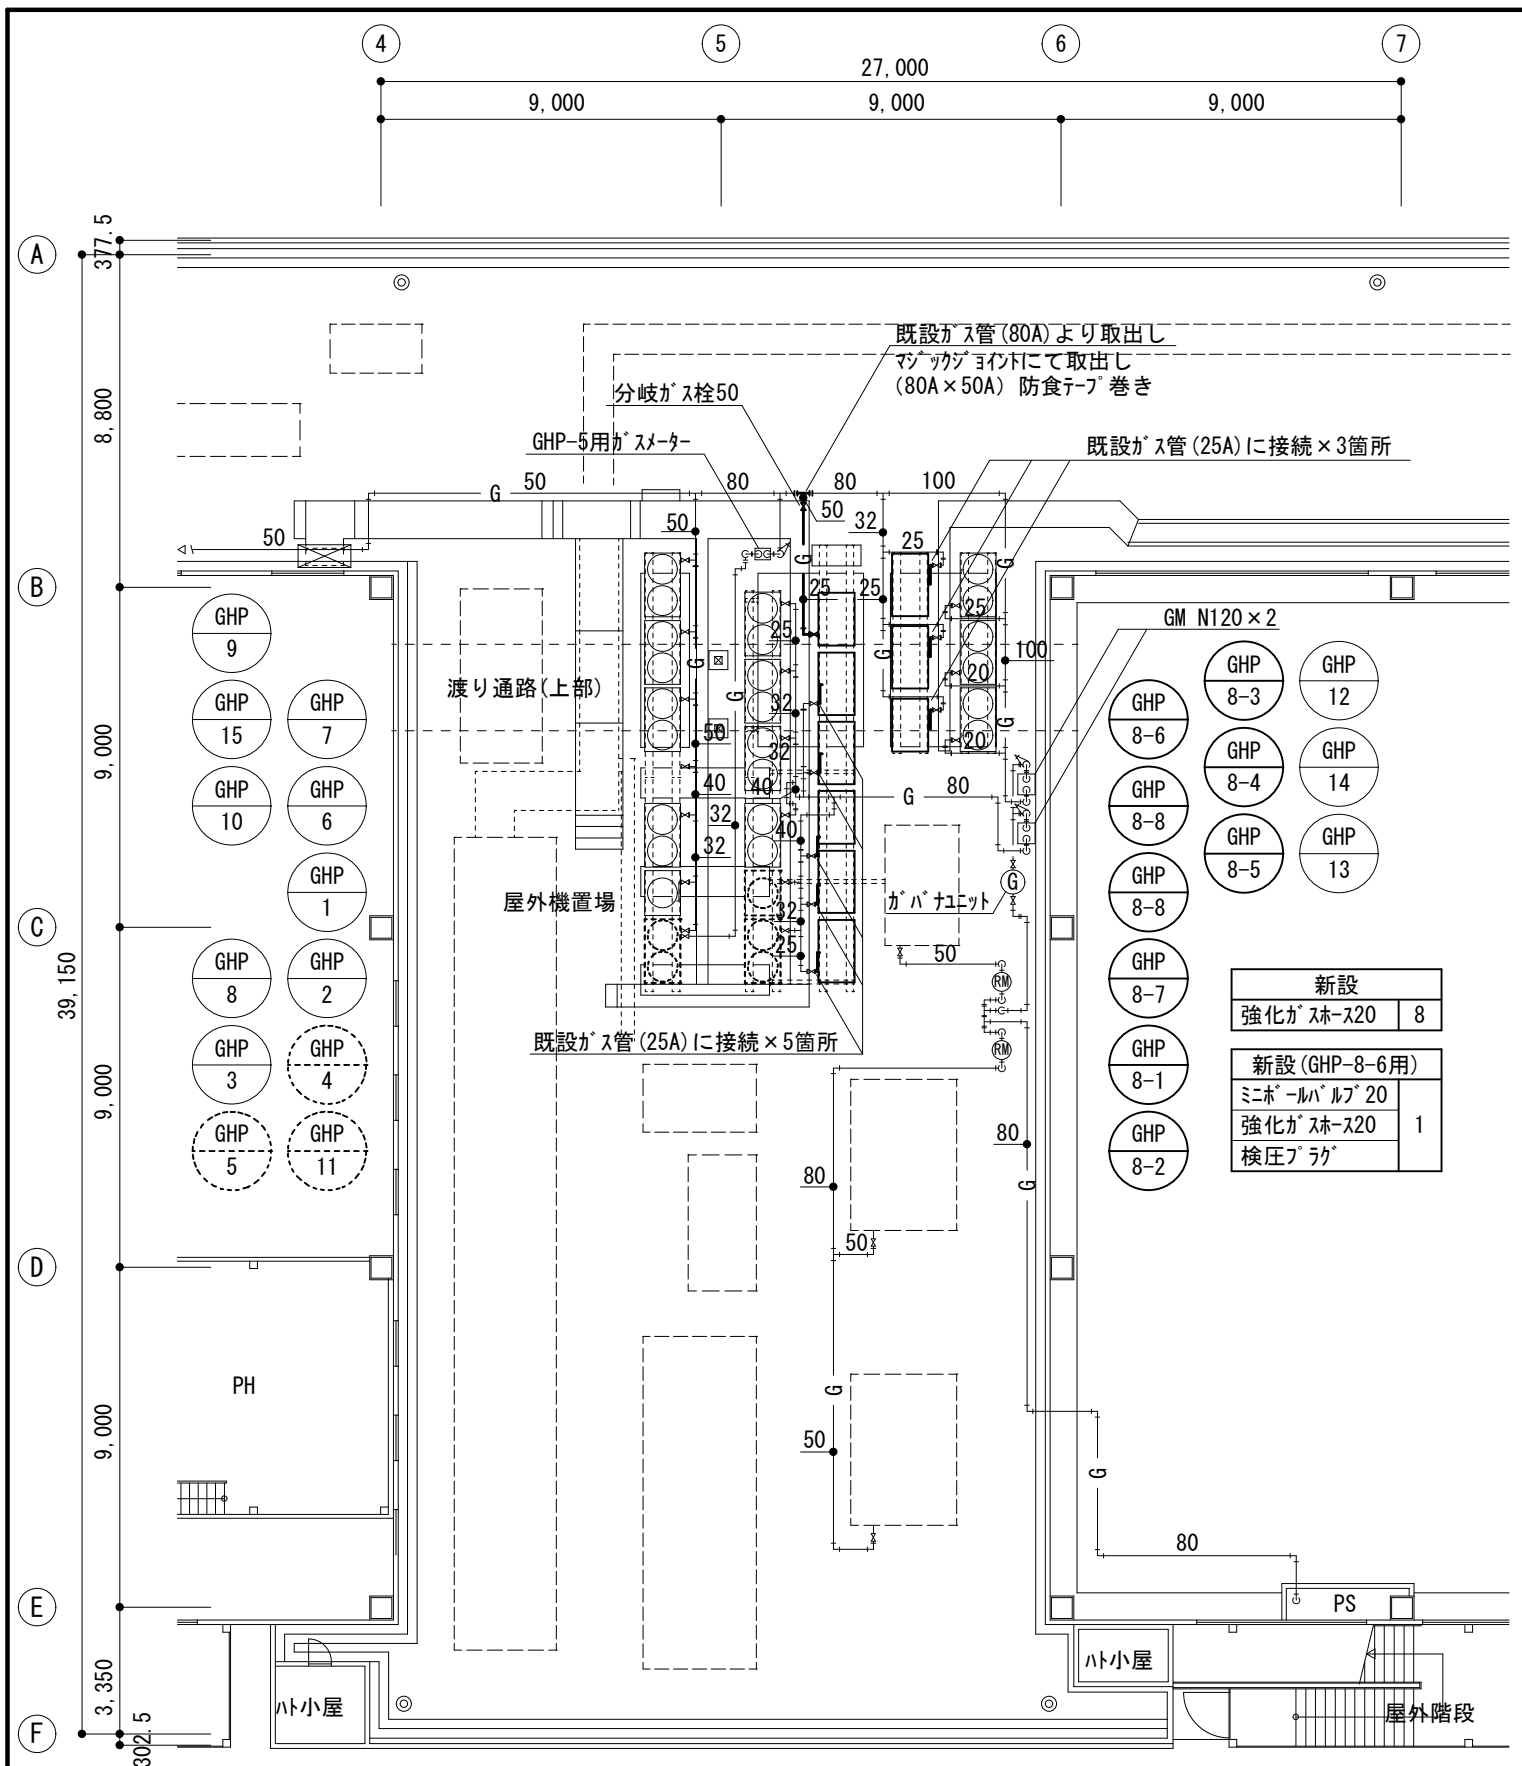 4
5
6
7
27,000
9,000
9,000
9,000
A
B
C
D
E
F
377.5
8,800
9,000
39,150
9,000
9,000
3,350
302.5
既設ガス管(80A)より取出し
マジックジョイントにて取出し
(80A×50A) 防食テープ巻き
分岐ガス栓50
GHP-5用ガスメーター
既設ガス管(25A)に接続×3箇所
50
G
50
80
80
100
50
50
32
25
G
G
25
25
25
25
G
G
G
G
100
32
20
20
G
50
32
40
40
32
32
40
G
80
32
25
GM N120×2
渡り通路(上部)
屋外機置場
ガバナユニット
G
50
RM
RM
既設ガス管(25A)に接続×5箇所
80
G
80
50
G
50
G
80
GHP
9
GHP
15
GHP
7
GHP
10
GHP
6
GHP
1
GHP
8
GHP
2
GHP
3
GHP
4
GHP
5
GHP
11
GHP
8-3
GHP
12
GHP
8-6
GHP
8-4
GHP
14
GHP
8-8
GHP
8-5
GHP
13
GHP
8-8
GHP
8-7
GHP
8-1
GHP
8-2
新設
強化ガスホース20 8
新設(GHP-8-6用)
ミニボールバルブ20
強化ガスホース20 1
検圧プラグ
PH
PS
ハト小屋
ハト小屋
屋外階段